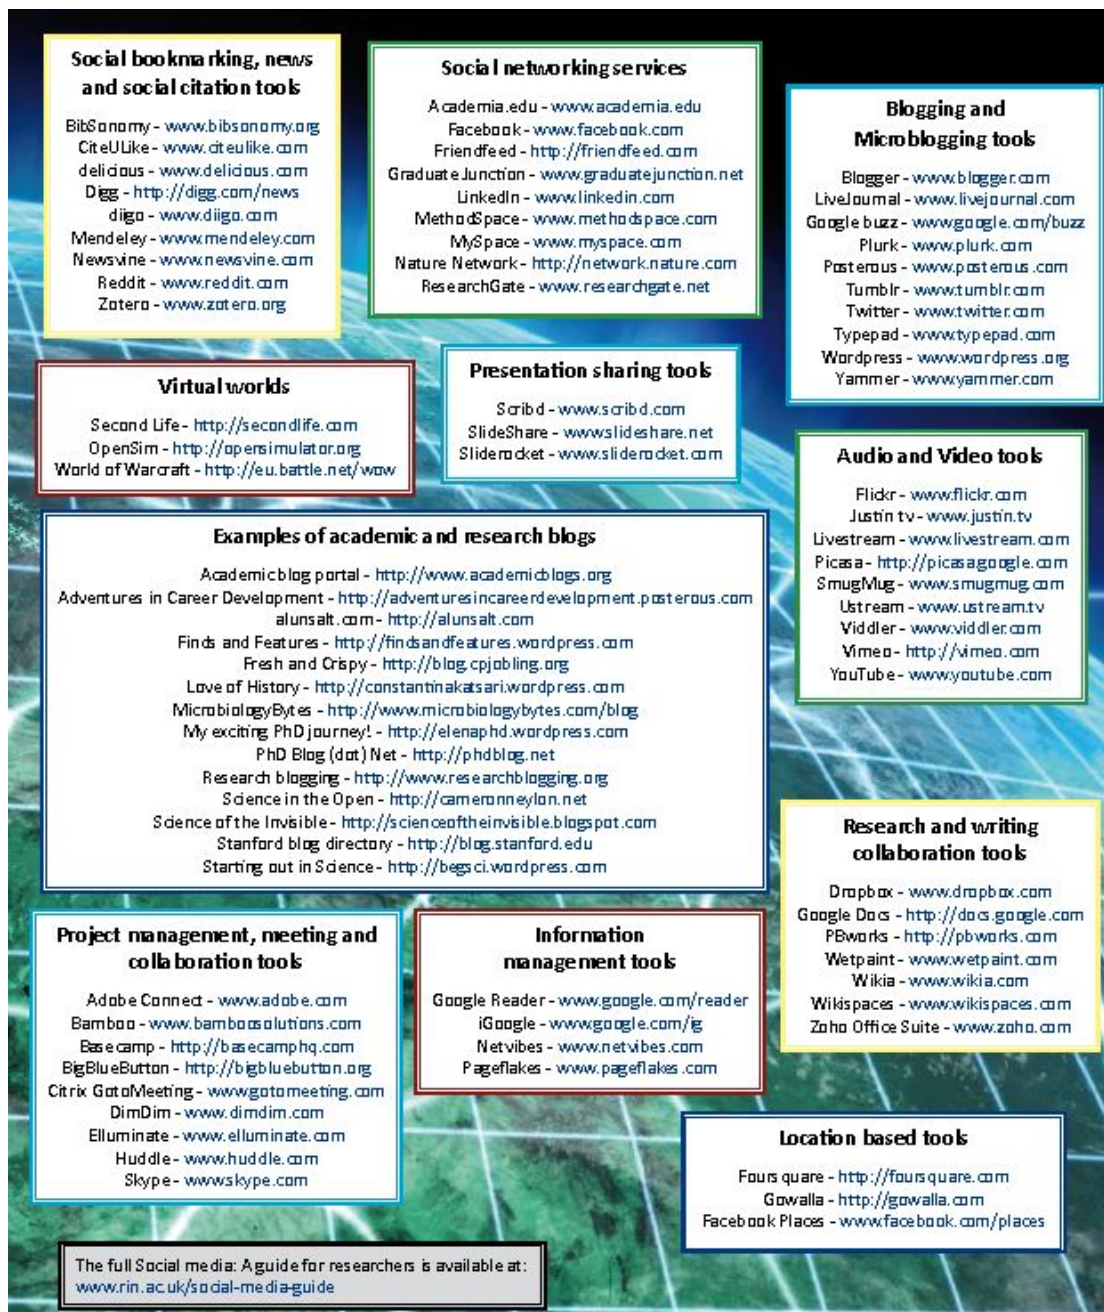 Social bookmarking, news
and social citation tools
BibSonomy - www.bibsonomy.org
CiteULike - www.citeulike.com
delicious - www.delicious.com
Digg - http://digg.com/news
diigo - www.diigo.com
Mendeley - www.mendeley.com
Newsvine - www.newsvine.com
Reddit - www.reddit.com
Zotero - www.zotero.org
Social networking services
Academia.edu - www.academia.edu
Facebook - www.facebook.com
Friendfeed - http://friendfeed.com
Graduate Junction - www.graduatejunction.net
LinkedIn - www.linkedin.com
MethodSpace - www.methodspace.com
MySpace - www.myspace.com
Nature Network - http://network.nature.com
ResearchGate - www.researchgate.net
Blogging and
Microblogging tools
Blogger - www.blogger.com
LiveJournal - www.livejournal.com
Google buzz - www.google.com/buzz
Plurk - www.plurk.com
Posterous - www.posterous.com
Tumblr - www.tumblr.com
Twitter - www.twitter.com
Typepad - www.typepad.com
Wordpress - www.wordpress.org
Yammer - www.yammer.com
Virtual worlds
Second Life - http://secondlife.com
OpenSim - http://opensimulator.org
World of Warcraft - http://eu.battle.net/wow
Presentation sharing tools
Scribd - www.scribd.com
SlideShare - www.slideshare.net
Sliderocket - www.sliderocket.com
Audio and Video tools
Flickr - www.flickr.com
Justin tv - www.justin.tv
Livestream - www.livestream.com
Picasa - http://picasa.google.com
SmugMug - www.smugmug.com
Ustream - www.ustream.tv
Viddler - www.viddler.com
Vimeo - http://vimeo.com
YouTube - www.youtube.com
Examples of academic and research blogs
Academic blog portal - http://www.academicblogs.org
Adventures in Career Development - http://adventuresincareerdevelopment.posterous.com
alunsalt.com - http://alunsalt.com
Finds and Features - http://findsandfeatures.wordpress.com
Fresh and Crispy - http://blog.cpjobling.org
Love of History - http://constantinakatsari.wordpress.com
MicrobiologyBytes - http://www.microbiologybytes.com/blog
My exciting PhD journey! - http://elenaphd.wordpress.com
PhD Blog (dot) Net - http://phdblog.net
Research blogging - http://www.researchblogging.org
Science in the Open - http://cameronneylon.net
Science of the Invisible - http://scienceoftheinvisible.blogspot.com
Stanford blog directory - http://blog.stanford.edu
Starting out in Science - http://begsci.wordpress.com
Research and writing
collaboration tools
Dropbox - www.dropbox.com
Google Docs - http://docs.google.com
PBworks - http://pbworks.com
Wetpaint - www.wetpaint.com
Wikia - www.wikia.com
Wikispaces - www.wikispaces.com
Zoho Office Suite - www.zoho.com
Project management, meeting and
collaboration tools
Adobe Connect - www.adobe.com
Bamboo - www.bamboosolutions.com
Basecamp - http://basecamphq.com
BigBlueButton - http://bigbluebutton.org
Citrix GotoMeeting - www.gotomeeting.com
DimDim - www.dimdim.com
Elluminate - www.elluminate.com
Huddle - www.huddle.com
Skype - www.skype.com
Information
management tools
Google Reader - www.google.com/reader
iGoogle - www.google.com/ig
Netvibes - www.netvibes.com
Pageflakes - www.pageflakes.com
Location based tools
Foursquare - http://foursquare.com
Gowalla - http://gowalla.com
Facebook Places - www.facebook.com/places
The full Social media: A guide for researchers is available at:
www.rin.ac.uk/social-media-guide